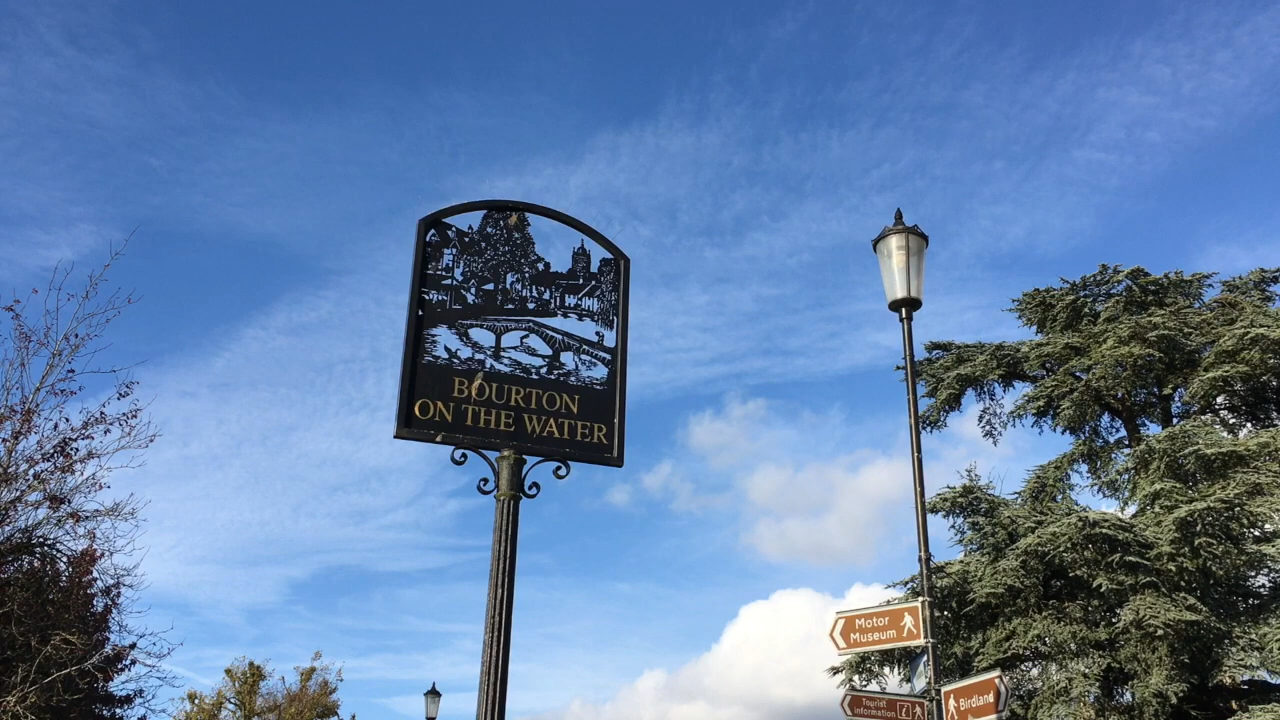 BOURTON
ON THE WATER
Motor
Museum
Tourist
information
Birdland